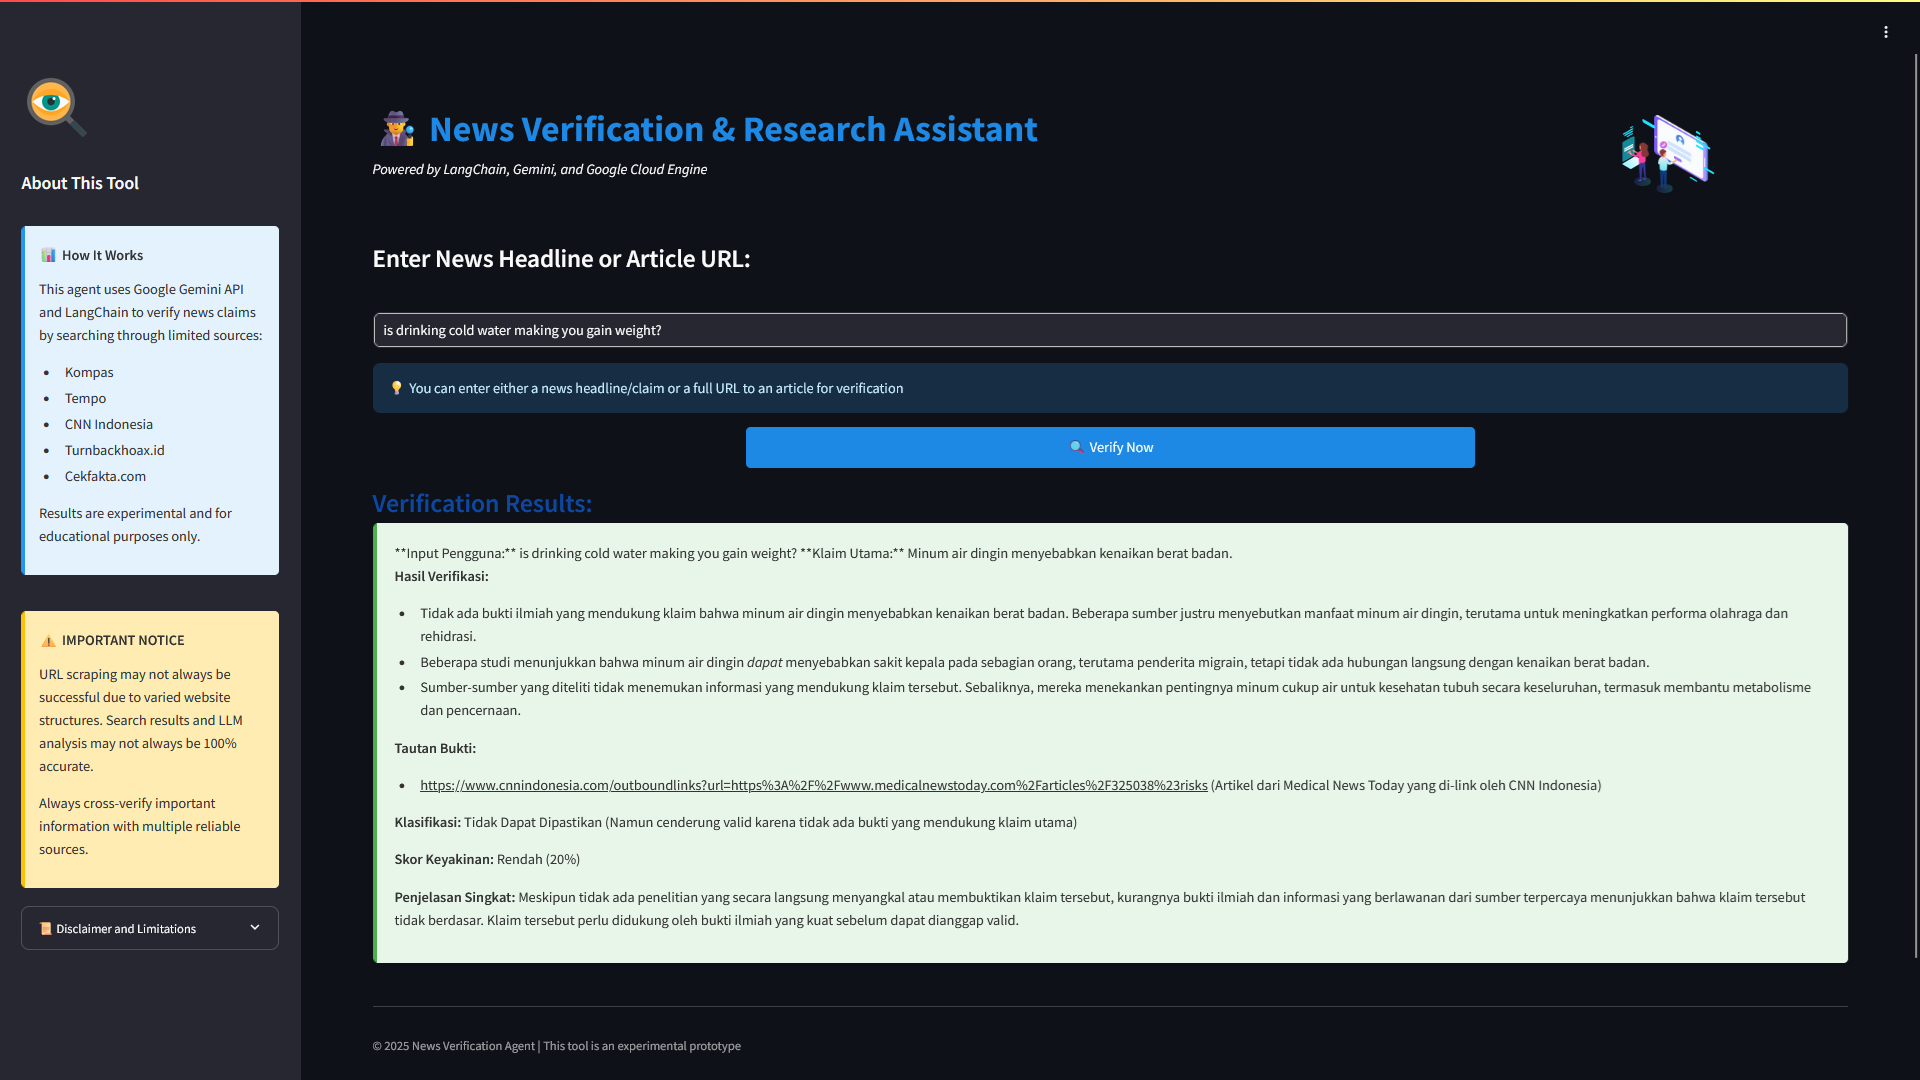 About This Tool
How It Works
This agent uses Google Gemini API
and LangChain to verify news claims
by searching through limited sources:
• Kompas
• Tempo
• CNN Indonesia
• Turnbackhoax.id
• Cekfakta.com
Results are experimental and for
educational purposes only.
IMPORTANT NOTICE
URL scraping may not always be
successful due to varied website
structures. Search results and LLM
analysis may not always be 100%
accurate.
Always cross-verify important
information with multiple reliable
sources.
Disclaimer and Limitations
News Verification & Research Assistant
Powered by LangChain, Gemini, and Google Cloud Engine
Enter News Headline or Article URL:
is drinking cold water making you gain weight?
You can enter either a news headline/claim or a full URL to an article for verification
Verify Now
Verification Results:
**Input Pengguna:** is drinking cold water making you gain weight? **Klaim Utama:** Minum air dingin menyebabkan kenaikan berat badan.
Hasil Verifikasi:
• Tidak ada bukti ilmiah yang mendukung klaim bahwa minum air dingin menyebabkan kenaikan berat badan. Beberapa sumber justru menyebutkan manfaat minum air dingin, terutama untuk meningkatkan performa olahraga dan
rehidrasi.
• Beberapa studi menunjukkan bahwa minum air dingin dapat menyebabkan sakit kepala pada sebagian orang, terutama penderita migrain, tetapi tidak ada hubungan langsung dengan kenaikan berat badan.
• Sumber-sumber yang diteliti tidak menemukan informasi yang mendukung klaim tersebut. Sebaliknya, mereka menekankan pentingnya minum cukup air untuk kesehatan tubuh secara keseluruhan, termasuk membantu metabolisme
dan pencernaan.
Tautan Bukti:
• https://www.cnnindonesia.com/outboundlinks?url=https%3A%2F%2Fwww.medicalnewstoday.com%2Farticles%2F325038%23risks (Artikel dari Medical News Today yang di-link oleh CNN Indonesia)
Klasifikasi: Tidak Dapat Dipastikan (Namun cenderung valid karena tidak ada bukti yang mendukung klaim utama)
Skor Keyakinan: Rendah (20%)
Penjelasan Singkat: Meskipun tidak ada penelitian yang secara langsung menyangkal atau membuktikan klaim tersebut, kurangnya bukti ilmiah dan informasi yang berlawanan dari sumber terpercaya menunjukkan bahwa klaim tersebut
tidak berdasar. Klaim tersebut perlu didukung oleh bukti ilmiah yang kuat sebelum dapat dianggap valid.
© 2025 News Verification Agent | This tool is an experimental prototype